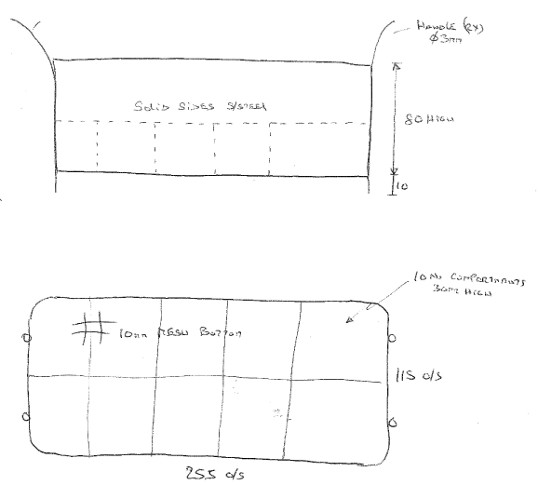 HANDLE (2X)
Ø3mm
SOLID SIDES S/STEEL
80 HIGH
10
10 No COMPARTMENTS
30mm HIGH
10mm MESH BOTTOM
115 o/s
255 o/s